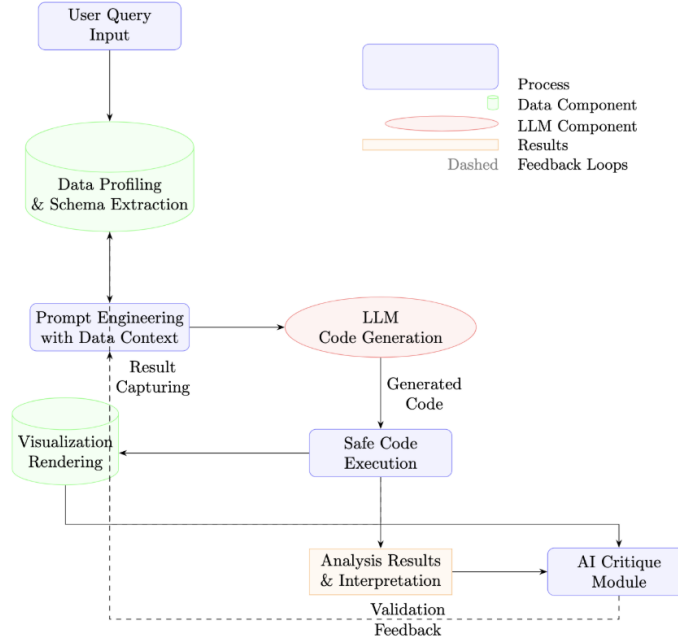 User Query
Input
Process
Data Component
LLM Component
Results
Dashed Feedback Loops
Data Profiling
& Schema Extraction
Prompt Engineering
with Data Context
LLM
Code Generation
Result
Capturing
Generated
Code
Visualization
Rendering
Safe Code
Execution
Analysis Results
& Interpretation
AI Critique
Module
Validation
Feedback